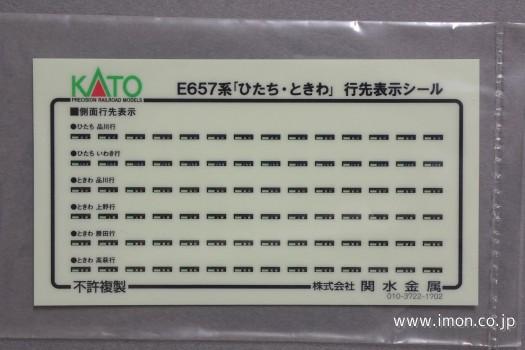 KATO
PRECISION RAILROAD MODELS
E657系「ひたち・ときわ」 行先表示シール
■側面行先表示
●ひたち 品川行
●ひたち いわき行
●ときわ 品川行
●ときわ 上野行
●ときわ 勝田行
●ときわ 高萩行
不許複製
株式会社 関水金属
010-3722-1702
www.imon.co.jp